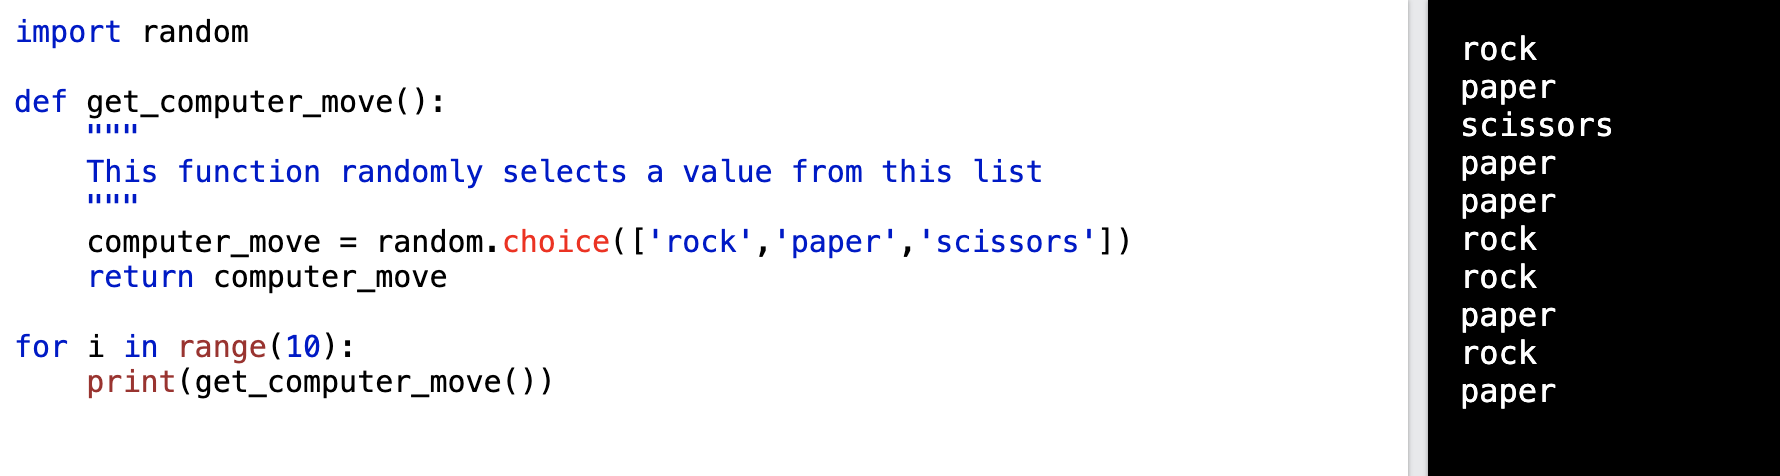 import random
def get_computer_move():
    """
    This function randomly selects a value from this list
    """
    computer_move = random.choice(['rock','paper','scissors'])
    return computer_move
for i in range(10):
    print(get_computer_move())
rock
paper
scissors
paper
paper
rock
rock
paper
rock
paper